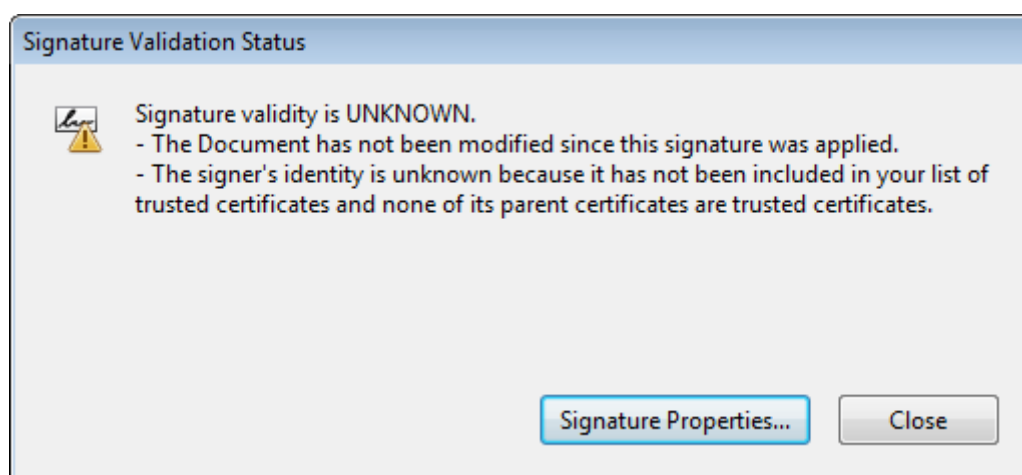 Signature Validation Status
Signature validity is UNKNOWN.
- The Document has not been modified since this signature was applied.
- The signer's identity is unknown because it has not been included in your list of
trusted certificates and none of its parent certificates are trusted certificates.
Signature Properties...
Close